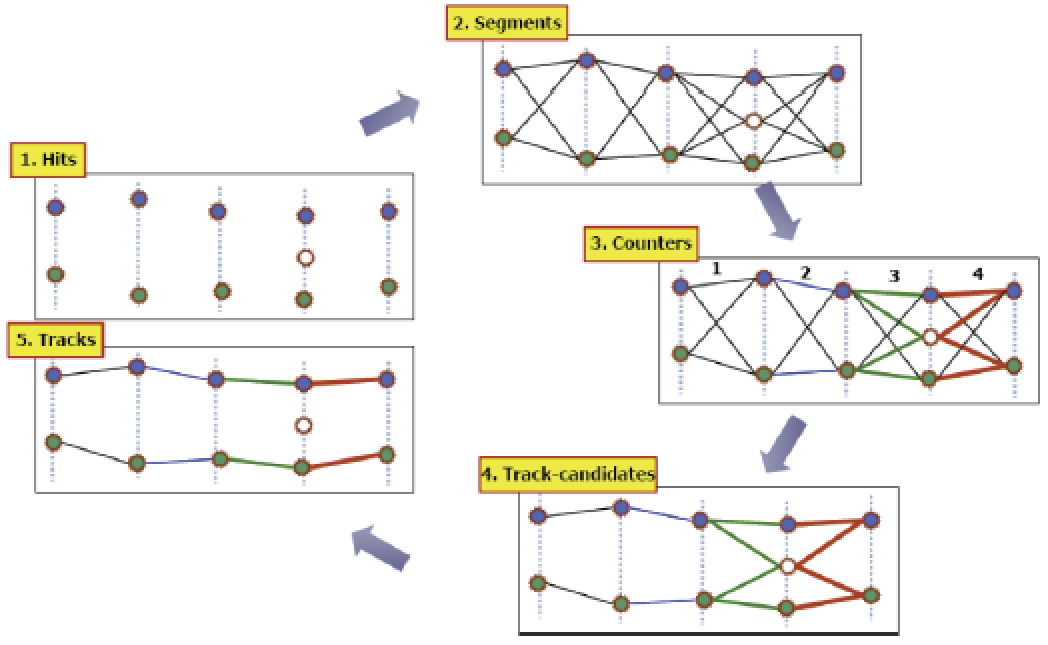 1. Hits
2. Segments
3. Counters
1 2 3 4
4. Track-candidates
5. Tracks